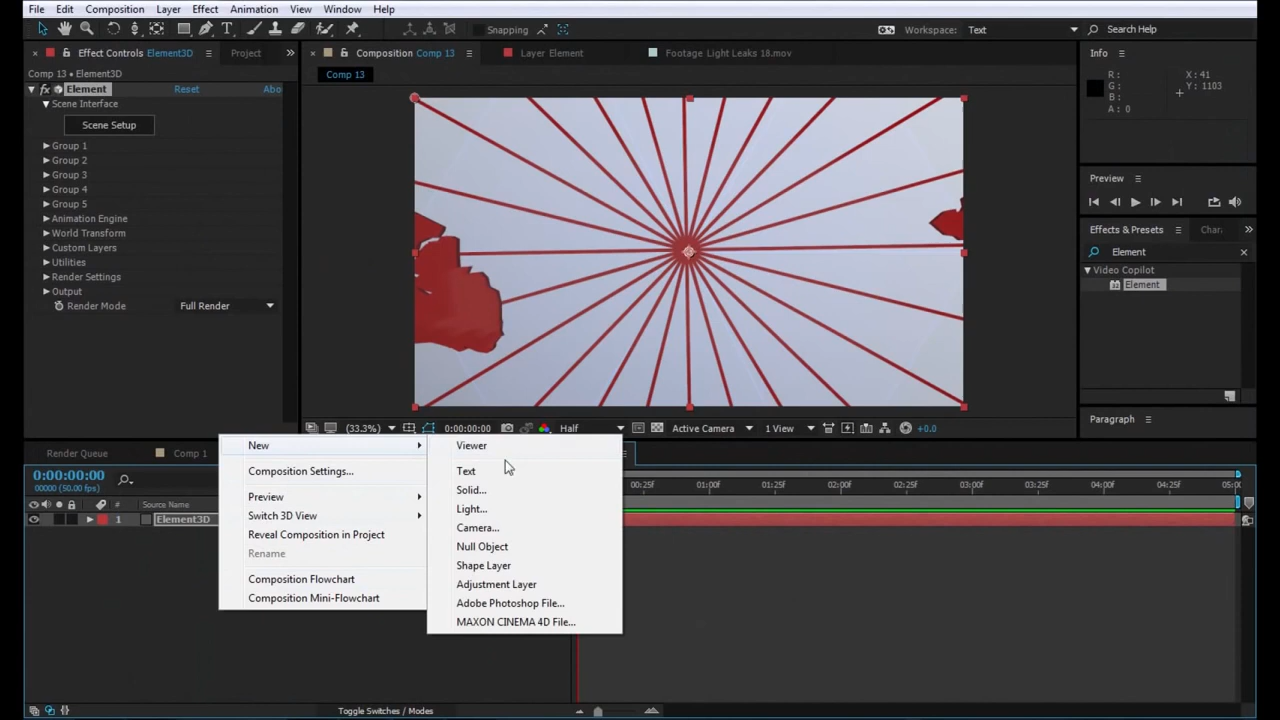 File Edit Composition Layer Effect Animation View Window Help
Snapping
Workspace: Text
Search Help
Effect Controls Element3D
Project
Composition Comp 13
Layer Element
Footage Light Leaks 18.mov
Info
Comp 13 • Element3D
Comp 13
Element Reset Abo
Scene Interface
Scene Setup
Group 1
Group 2
Group 3
Group 4
Group 5
Animation Engine
World Transform
Custom Layers
Utilities
Render Settings
Output
Render Mode Full Render
R :
G :
B :
A : 0
X : 41
Y : 1103
Preview
Effects & Presets
Char
Element
Video Copilot
Element
Paragraph
(33.3%)
0:00:00:00
Half
Active Camera
1 View
+0.0
Render Queue
Comp 1
0:00:00:00
00000 (50.00 fps)
# Source Name
1 Element3D
00:25f 01:00f 01:25f 02:00f 02:25f 03:00f 03:25f 04:00f 04:25f 05:0
New
Composition Settings...
Preview
Switch 3D View
Reveal Composition in Project
Rename
Composition Flowchart
Composition Mini-Flowchart
Viewer
Text
Solid...
Light...
Camera...
Null Object
Shape Layer
Adjustment Layer
Adobe Photoshop File...
MAXON CINEMA 4D File...
Toggle Switches / Modes